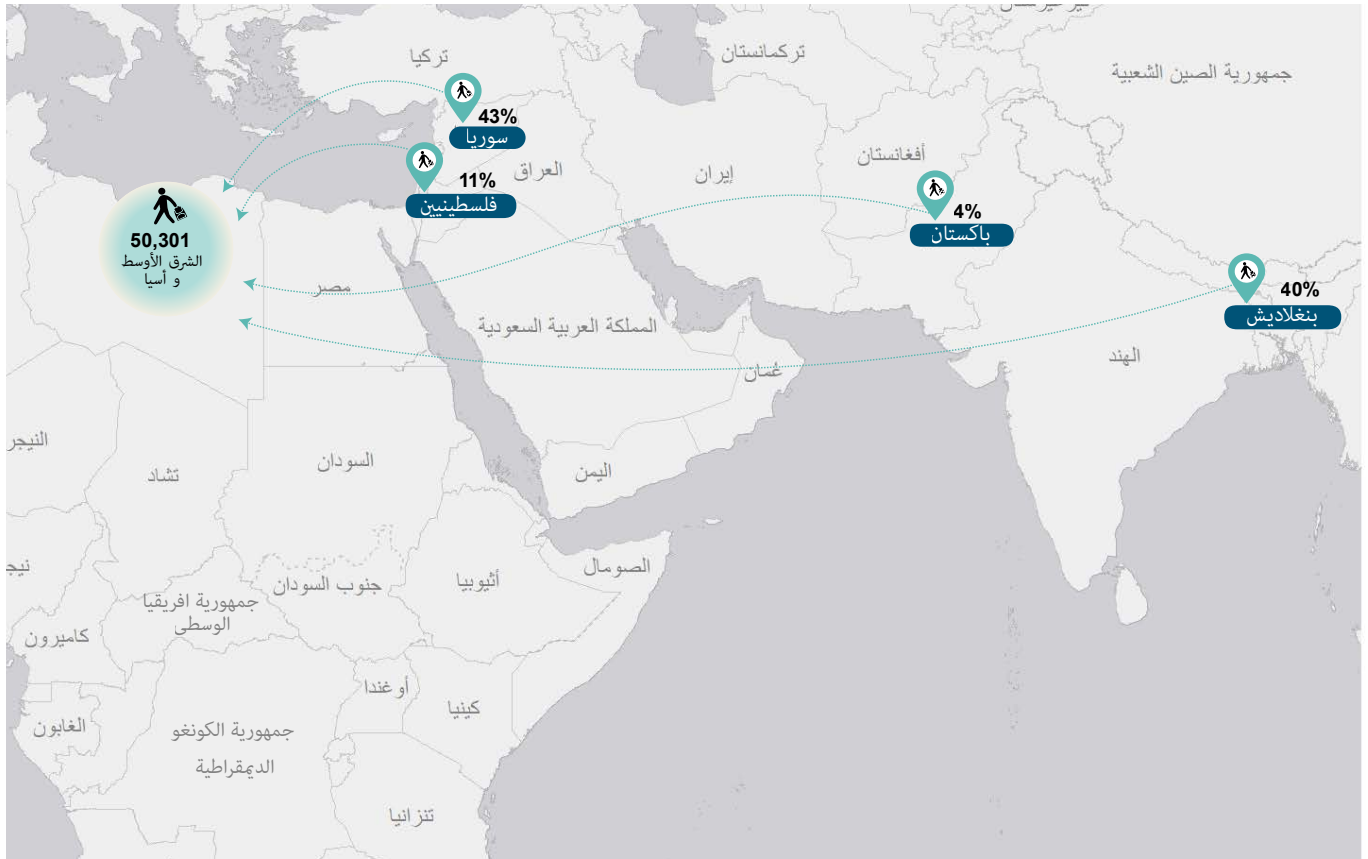 تركيا
تركمانستان
جمهورية الصين الشعبية
43%
سوريا
العراق
إيران
أفغانستان
11%
فلسطينيين
4%
باكستان
50,301
الشرق الأوسط
و أسيا
مصر
المملكة العربية السعودية
40%
بنغلاديش
الهند
عُمان
النيجر
تشاد
السودان
اليمن
نيج
جنوب السودان
أثيوبيا
الصومال
جمهورية افريقيا
الوسطى
كاميرون
أوغندا
كينيا
الغابون
جمهورية الكونغو
الديمقراطية
تنزانيا